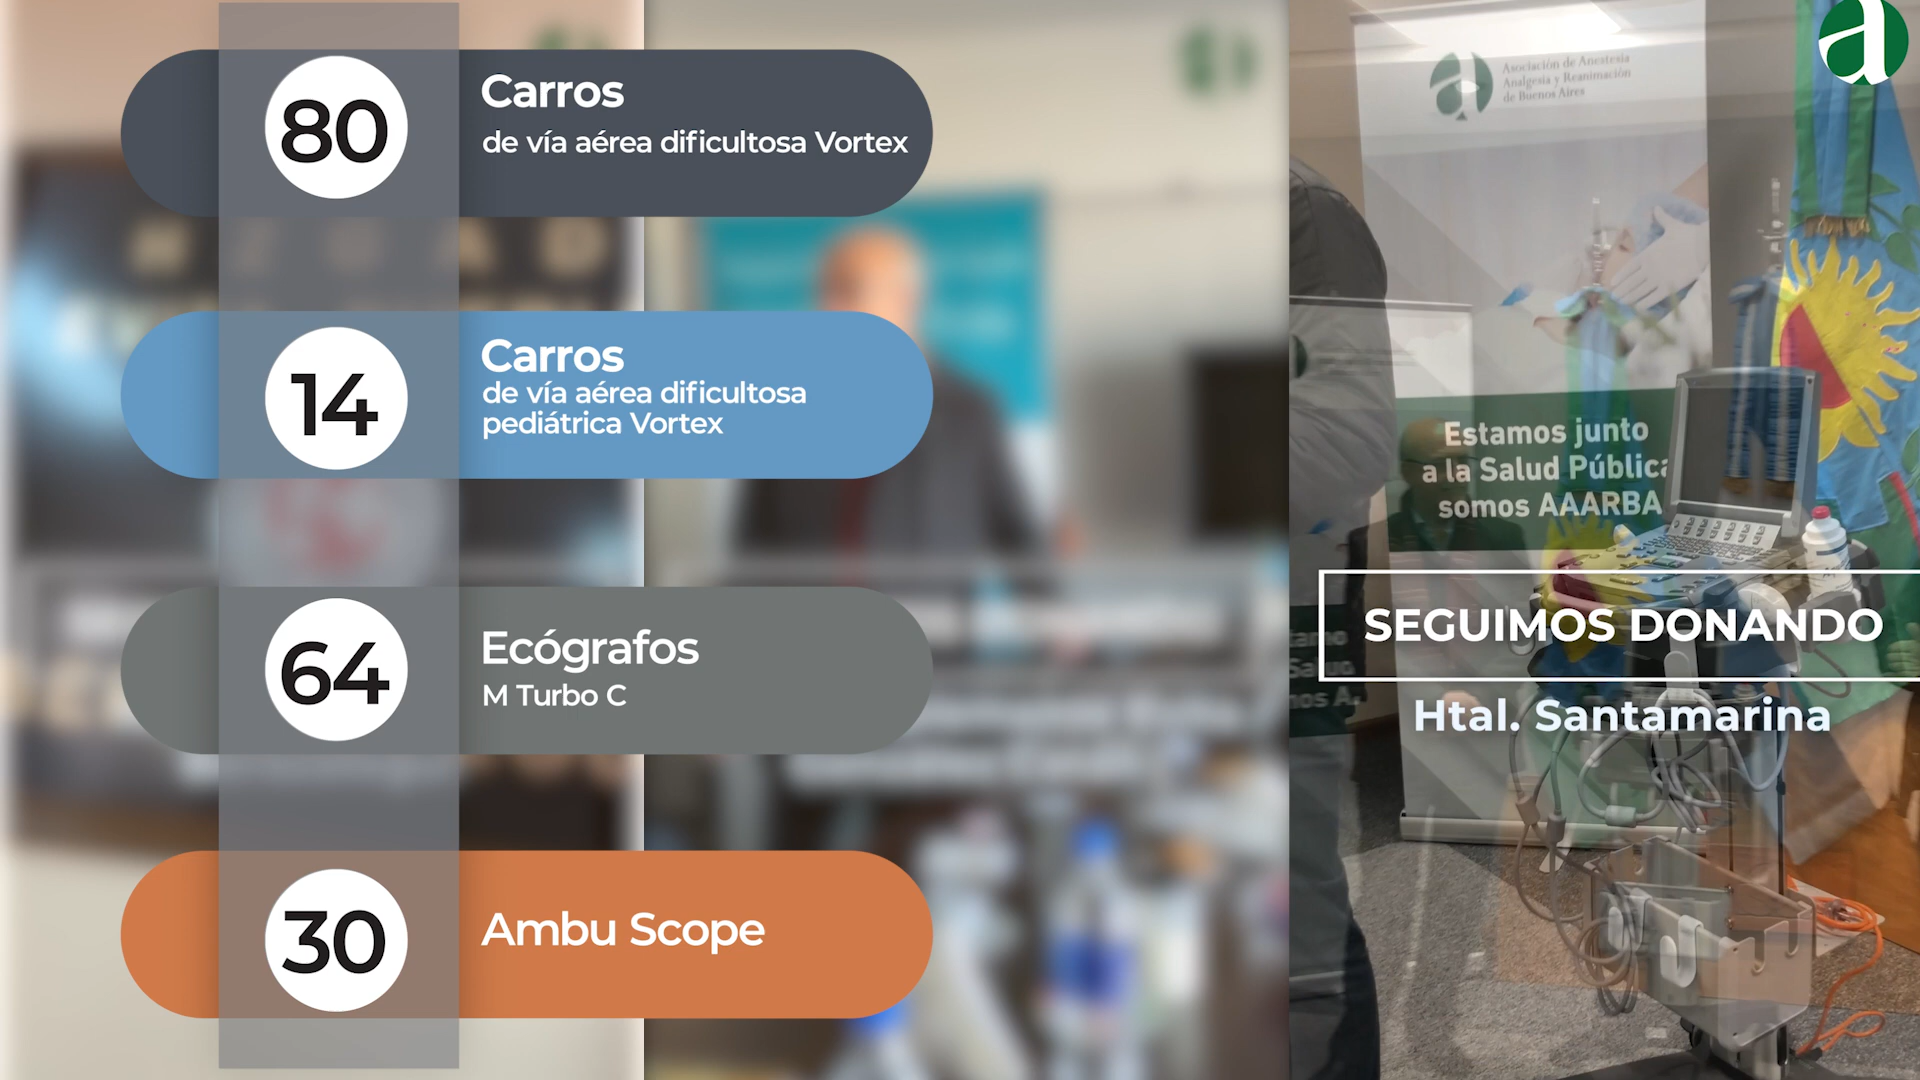 80
Carros
de vía aérea dificultosa Vortex
14
Carros
de vía aérea dificultosa
pediátrica Vortex
64
Ecógrafos
M Turbo C
30
Ambu Scope
Asociación de Anestesia
Analgesia y Reanimación
de Buenos Aires
Estamos junto
a la Salud Pública
somos AAARBA
SEGUIMOS DONANDO
Htal. Santamarina